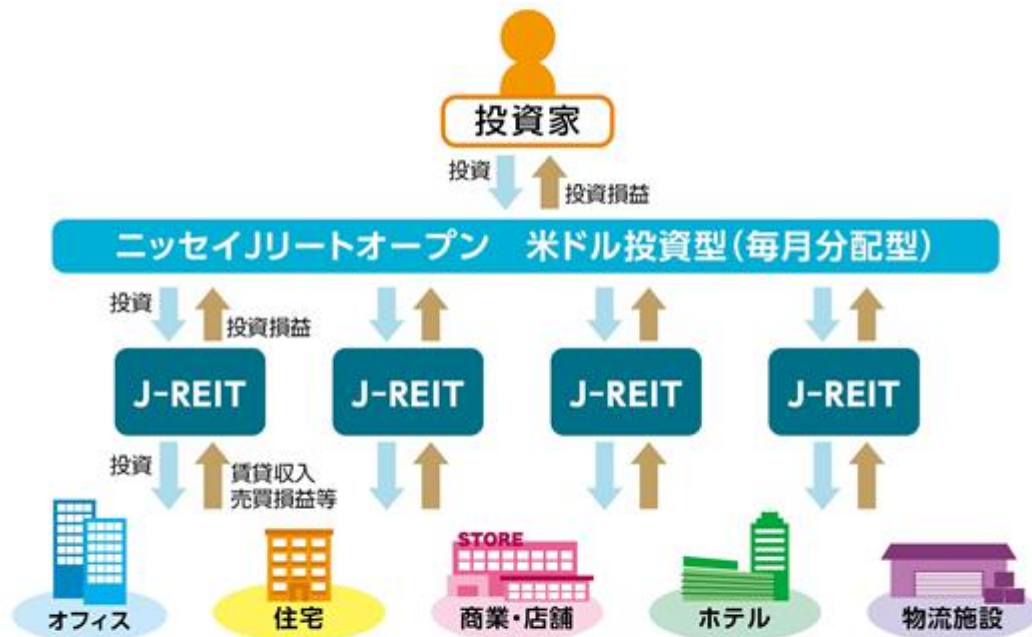 投資家
投資
投資損益
ニッセイJリートオープン 米ドル投資型(毎月分配型)
投資
投資損益
J-REIT
J-REIT
J-REIT
J-REIT
投資
賃貸収入
売買損益等
STORE
オフィス
住宅
商業・店舗
ホテル
物流施設